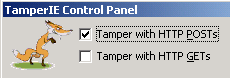 TamperIE Control Panel
Tamper with HTTP POSTs
Tamper with HTTP GETs